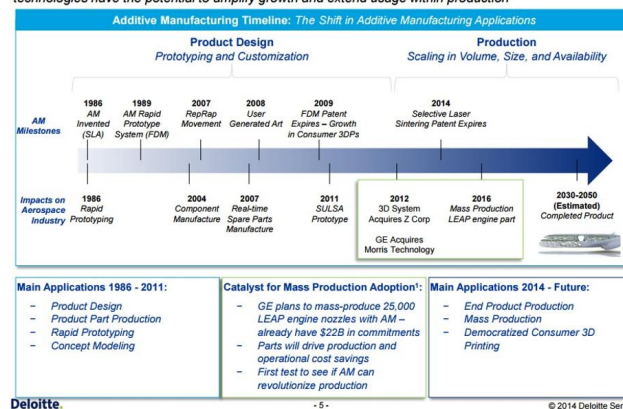 technologies have the potential to amplify growth and extend usage within production
Additive Manufacturing Timeline: The Shift in Additive Manufacturing Applications
Product Design
Prototyping and Customization
Production
Scaling in Volume, Size, and Availability
AM
Milestones
1986
AM
Invented
(SLA)
1989
AM Rapid
Prototype
System (FDM)
2007
RepRap
Movement
2008
User
Generated Art
2009
FDM Patent
Expires – Growth
in Consumer 3DPs
2014
Selective Laser
Sintering Patent Expires
Impacts on
Aerospace
Industry
1986
Rapid
Prototyping
2004
Component
Manufacture
2007
Real-time
Spare Parts
Manufacture
2011
SULSA
Prototype
2012
3D System
Acquires Z Corp
GE Acquires
Morris Technology
2016
Mass Production
LEAP engine part
2030-2050
(Estimated)
Completed Product
Main Applications 1986 - 2011:
– Product Design
– Product Part Production
– Rapid Prototyping
– Concept Modeling
Catalyst for Mass Production Adoption¹:
– GE plans to mass-produce 25,000
LEAP engine nozzles with AM –
already have $22B in commitments
– Parts will drive production and
operational cost savings
– First test to see if AM can
revolutionize production
Main Applications 2014 - Future:
– End Product Production
– Mass Production
– Democratized Consumer 3D
Printing
Deloitte.
- 5 -
© 2014 Deloitte Ser